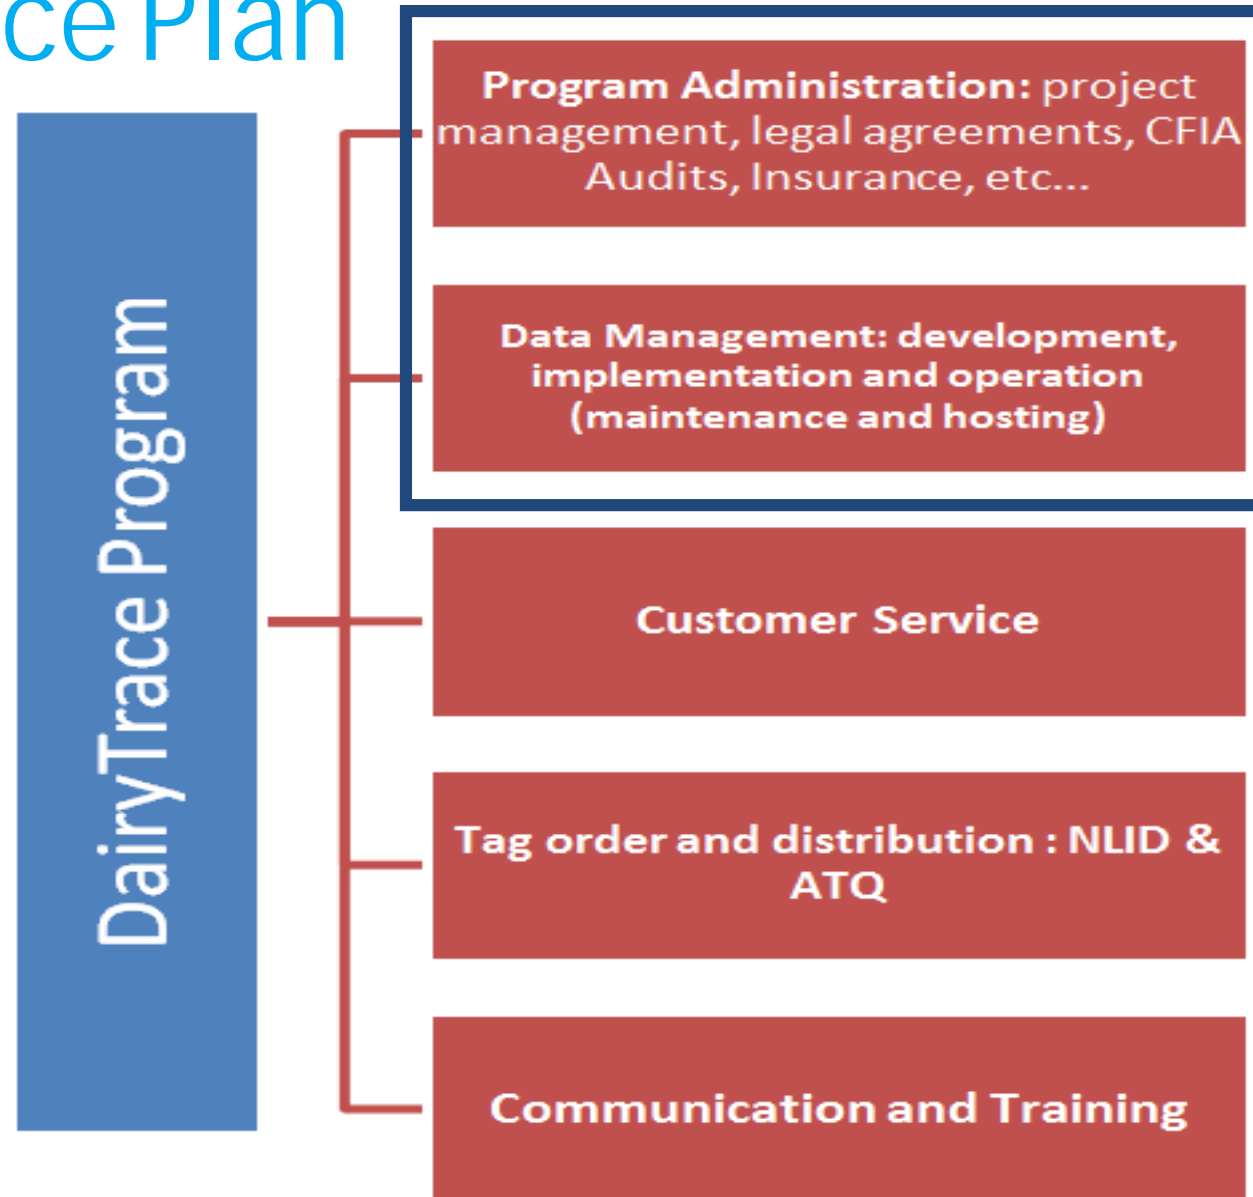 ce Plan
Program Administration: project
management, legal agreements, CFIA
Audits, Insurance, etc...
Data Management: development,
implementation and operation
(maintenance and hosting)
DairyTrace Program
Customer Service
Tag order and distribution : NLID &
ATQ
Communication and Training